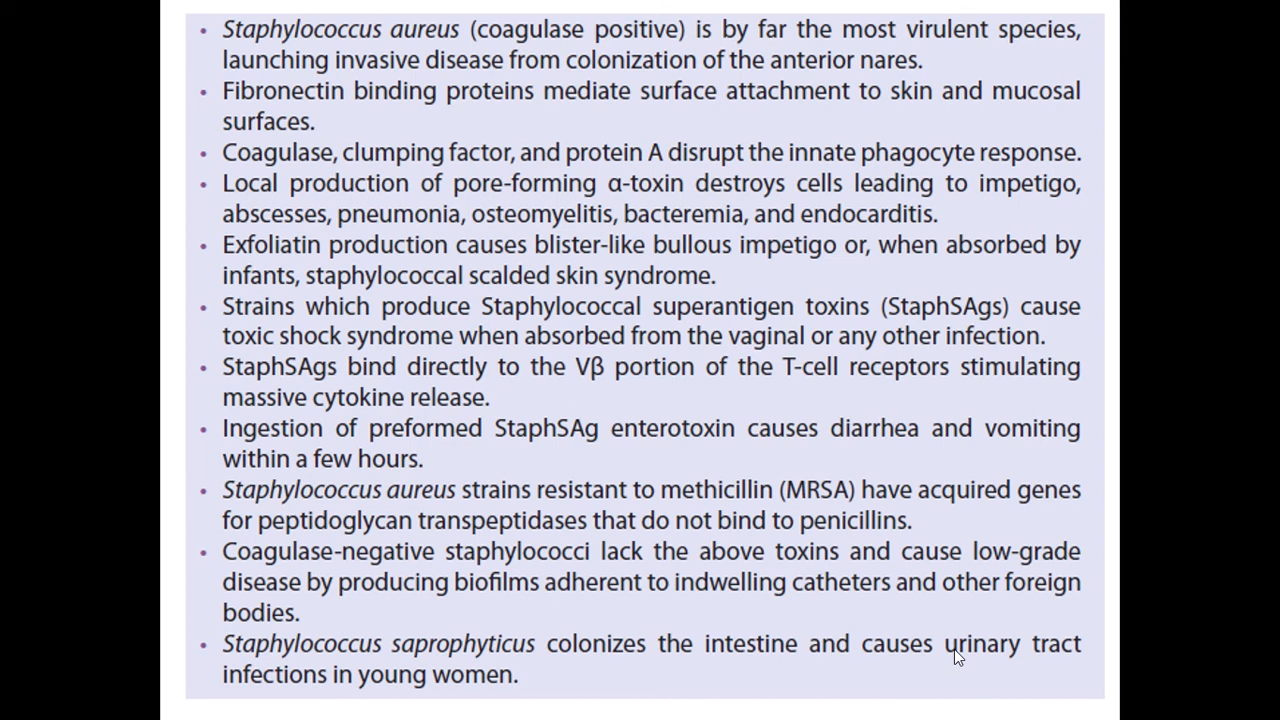 • Staphylococcus aureus (coagulase positive) is by far the most virulent species,
launching invasive disease from colonization of the anterior nares.
• Fibronectin binding proteins mediate surface attachment to skin and mucosal
surfaces.
• Coagulase, clumping factor, and protein A disrupt the innate phagocyte response.
• Local production of pore-forming α-toxin destroys cells leading to impetigo,
abscesses, pneumonia, osteomyelitis, bacteremia, and endocarditis.
• Exfoliatin production causes blister-like bullous impetigo or, when absorbed by
infants, staphylococcal scalded skin syndrome.
• Strains which produce Staphylococcal superantigen toxins (StaphSAgs) cause
toxic shock syndrome when absorbed from the vaginal or any other infection.
• StaphSAgs bind directly to the Vβ portion of the T-cell receptors stimulating
massive cytokine release.
• Ingestion of preformed StaphSAg enterotoxin causes diarrhea and vomiting
within a few hours.
• Staphylococcus aureus strains resistant to methicillin (MRSA) have acquired genes
for peptidoglycan transpeptidases that do not bind to penicillins.
• Coagulase-negative staphylococci lack the above toxins and cause low-grade
disease by producing biofilms adherent to indwelling catheters and other foreign
bodies.
• Staphylococcus saprophyticus colonizes the intestine and causes urinary tract
infections in young women.